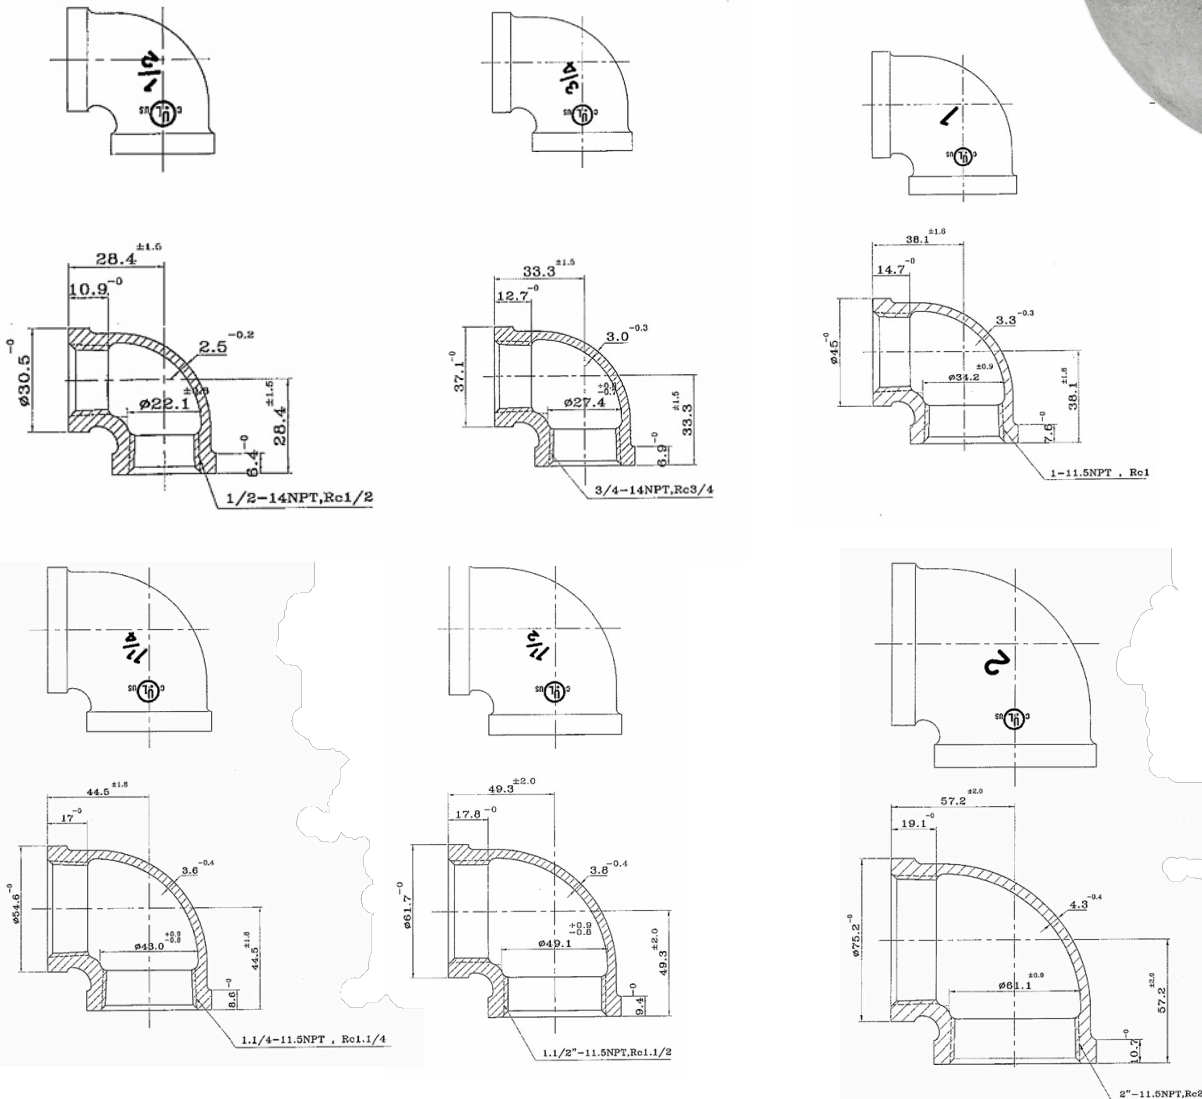 1/2
C UL US
3/4
C UL US
1
C UL US
28.4 ±1.5
10.9 -0
ø30.5 -0
2.5 -0.2
ø22.1
28.4 ±1.5
6.4 -0
1/2-14NPT,Rc1/2
33.3 ±1.5
12.7 -0
37.1 -0
3.0 -0.3
ø27.4
33.3 ±1.5
6.9 -0
3/4-14NPT,Rc3/4
38.1 ±1.6
14.7 -0
ø45 -0
3.3 -0.3
ø34.2 ±0.9
38.1 ±1.6
7.6 -0
1-11.5NPT , Rc1
1 1/4
C UL US
1 1/2
C UL US
2
C UL US
44.5 ±1.8
17 -0
ø54.6 -0
3.6 -0.4
ø43.0 +0.9 -0.8
44.5 ±1.8
8.6 -0
1.1/4-11.5NPT , Rc1.1/4
49.3 ±2.0
17.8 -0
ø61.7 -0
3.8 -0.4
ø49.1 +0.9 -0.8
49.3 ±2.0
9.4 -0
1.1/2"-11.5NPT,Rc1.1/2
57.2 ±2.0
19.1 -0
ø75.2 -0
4.3 -0.4
ø61.1 ±0.9
57.2 ±2.0
10.7 -0
2"-11.5NPT,Rc2